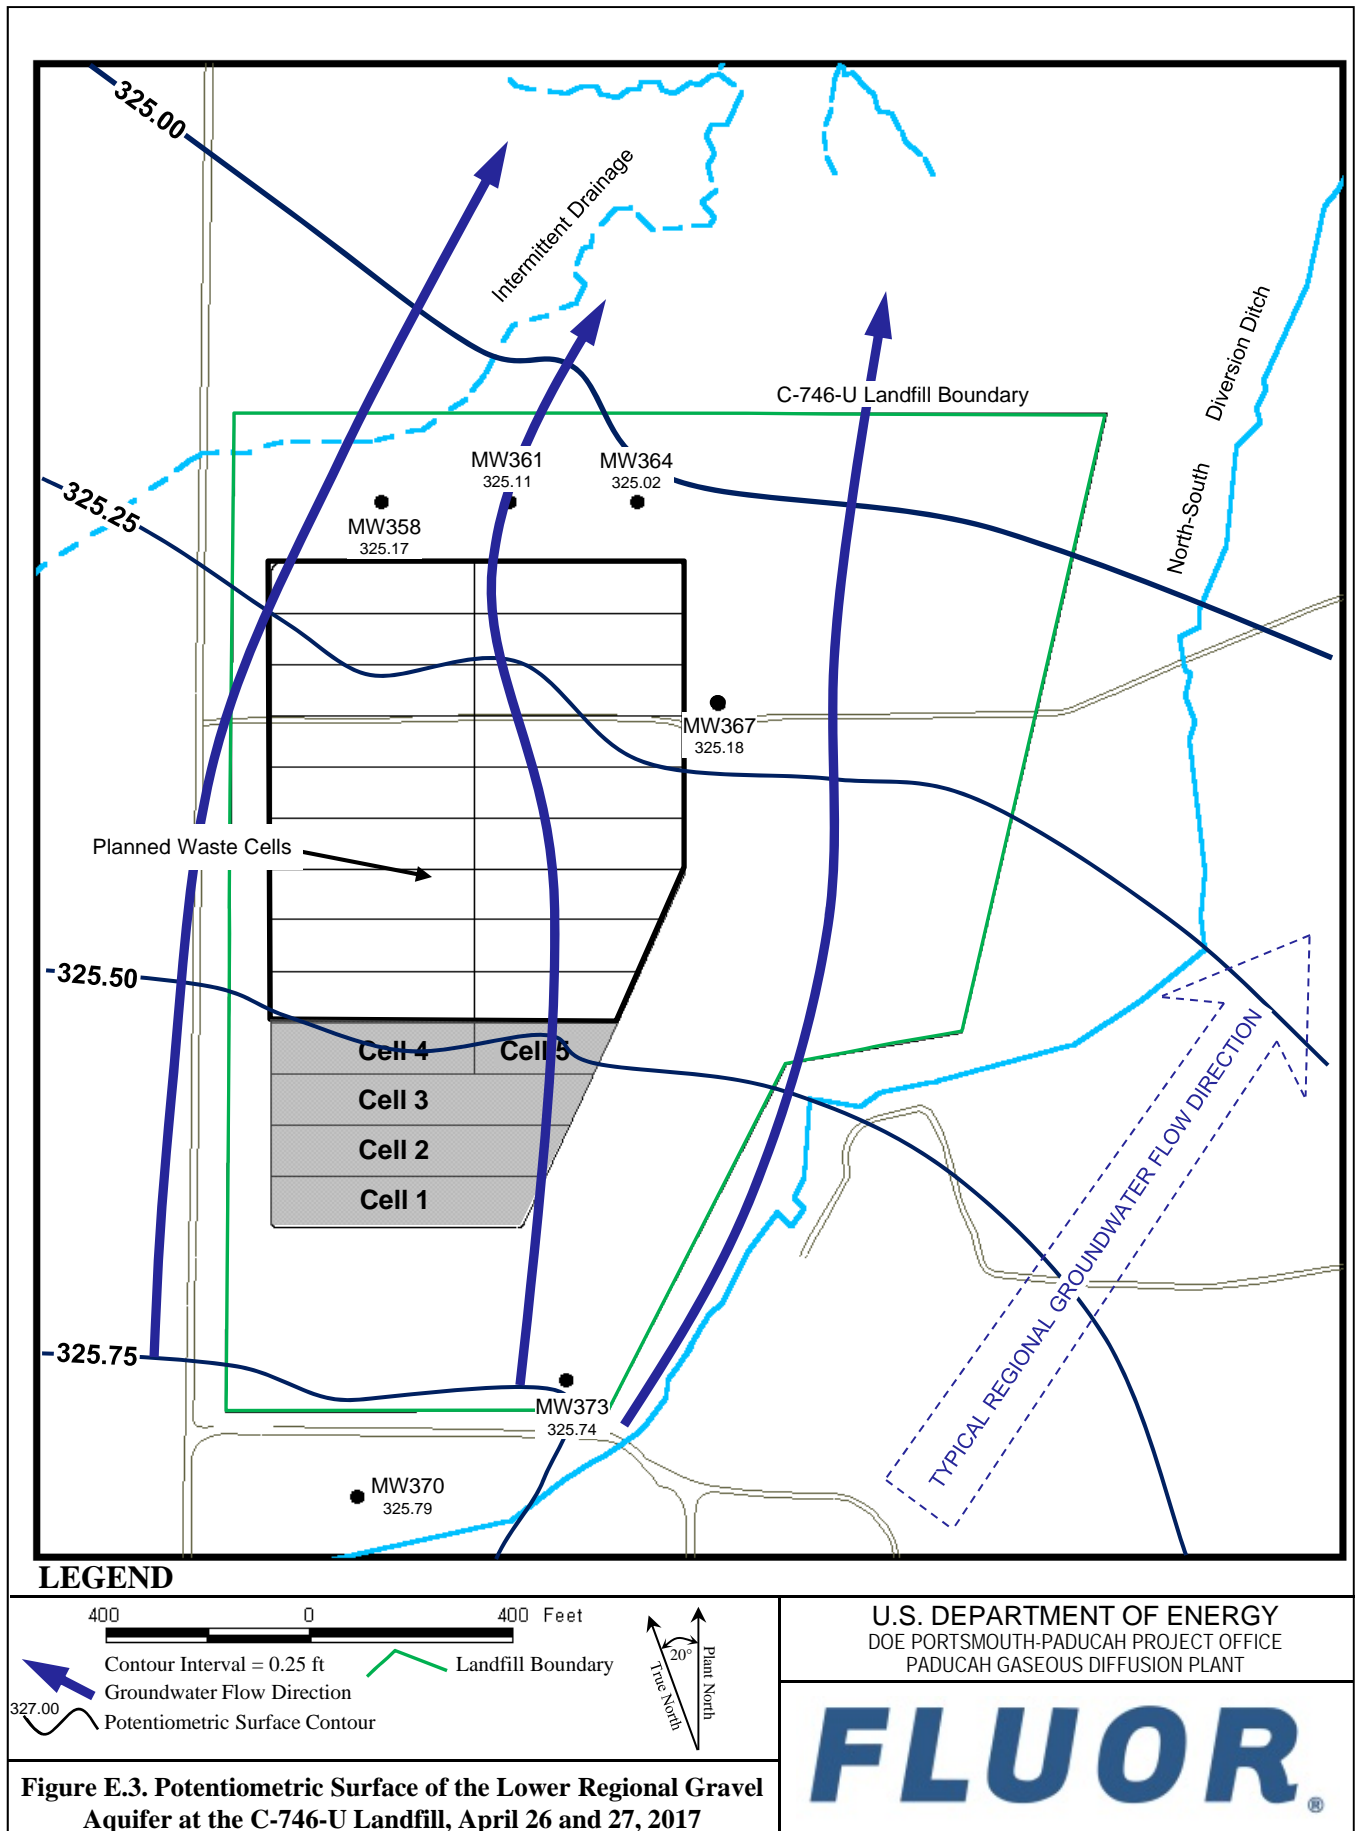 325.00
Intermittent Drainage
Diversion Ditch
C-746-U Landfill Boundary
MW361
325.11
MW364
325.02
325.25
North-South
MW358
325.17
MW367
325.18
Planned Waste Cells
325.50
TYPICAL REGIONAL GROUNDWATER FLOW DIRECTION
Cell 4
Cell 5
Cell 3
Cell 2
Cell 1
325.75
MW373
325.74
MW370
325.79
LEGEND
400 0 400 Feet
Contour Interval = 0.25 ft
Landfill Boundary
Groundwater Flow Direction
327.00
Potentiometric Surface Contour
20°
True North
Plant North
U.S. DEPARTMENT OF ENERGY
DOE PORTSMOUTH-PADUCAH PROJECT OFFICE
PADUCAH GASEOUS DIFFUSION PLANT
FLUOR®
Figure E.3. Potentiometric Surface of the Lower Regional Gravel
Aquifer at the C-746-U Landfill, April 26 and 27, 2017